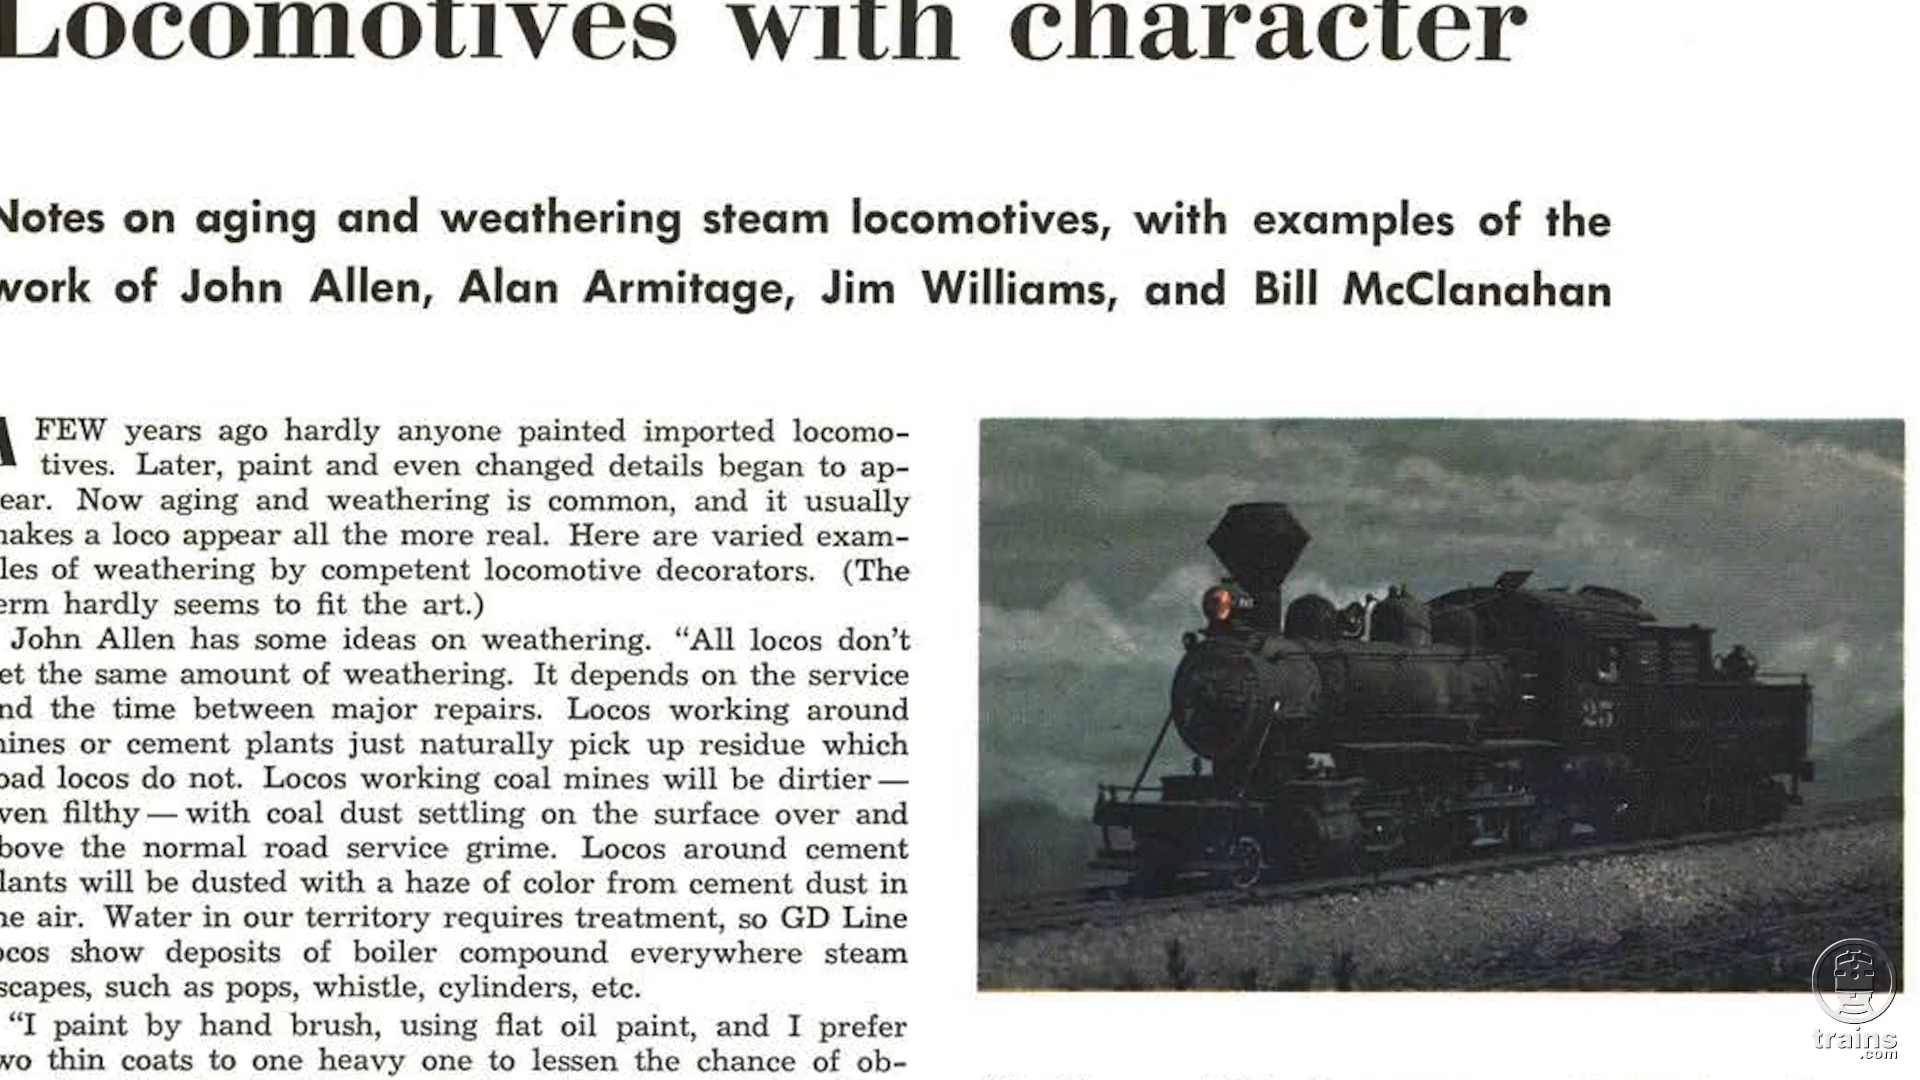 Locomotives with character
Notes on aging and weathering steam locomotives, with examples of the
work of John Allen, Alan Armitage, Jim Williams, and Bill McClanahan
A FEW years ago hardly anyone painted imported locomo-
tives. Later, paint and even changed details began to ap-
ear. Now aging and weathering is common, and it usually
makes a loco appear all the more real. Here are varied exam-
les of weathering by competent locomotive decorators. (The
erm hardly seems to fit the art.)
John Allen has some ideas on weathering. “All locos don't
et the same amount of weathering. It depends on the service
nd the time between major repairs. Locos working around
mines or cement plants just naturally pick up residue which
oad locos do not. Locos working coal mines will be dirtier —
ven filthy — with coal dust settling on the surface over and
bove the normal road service grime. Locos around cement
lants will be dusted with a haze of color from cement dust in
he air. Water in our territory requires treatment, so GD Line
ocos show deposits of boiler compound everywhere steam
scapes, such as pops, whistle, cylinders, etc.
“I paint by hand brush, using flat oil paint, and I prefer
wo thin coats to one heavy one to lessen the chance of ob-
25
trains
.com